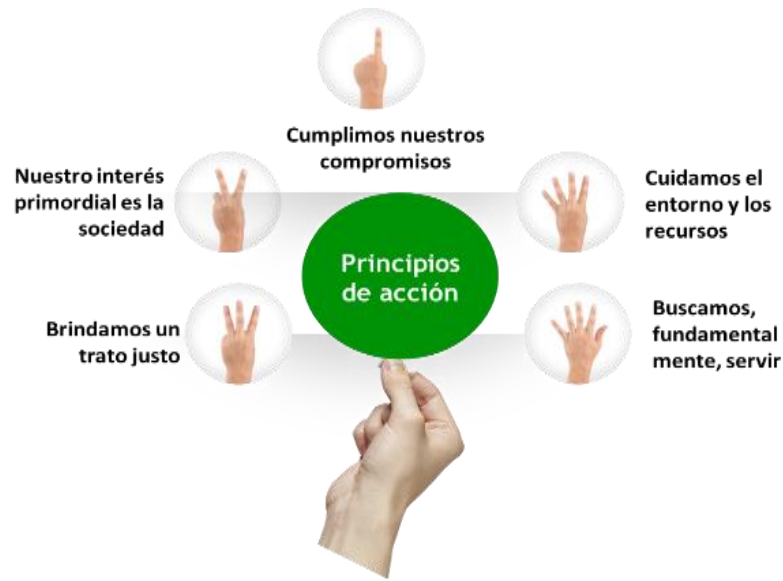 Cumplimos nuestros
compromisos
Nuestro interés
primordial es la
sociedad
Cuidamos el
entorno y los
recursos
Principios
de acción
Brindamos un
trato justo
Buscamos,
fundamental
mente, servir